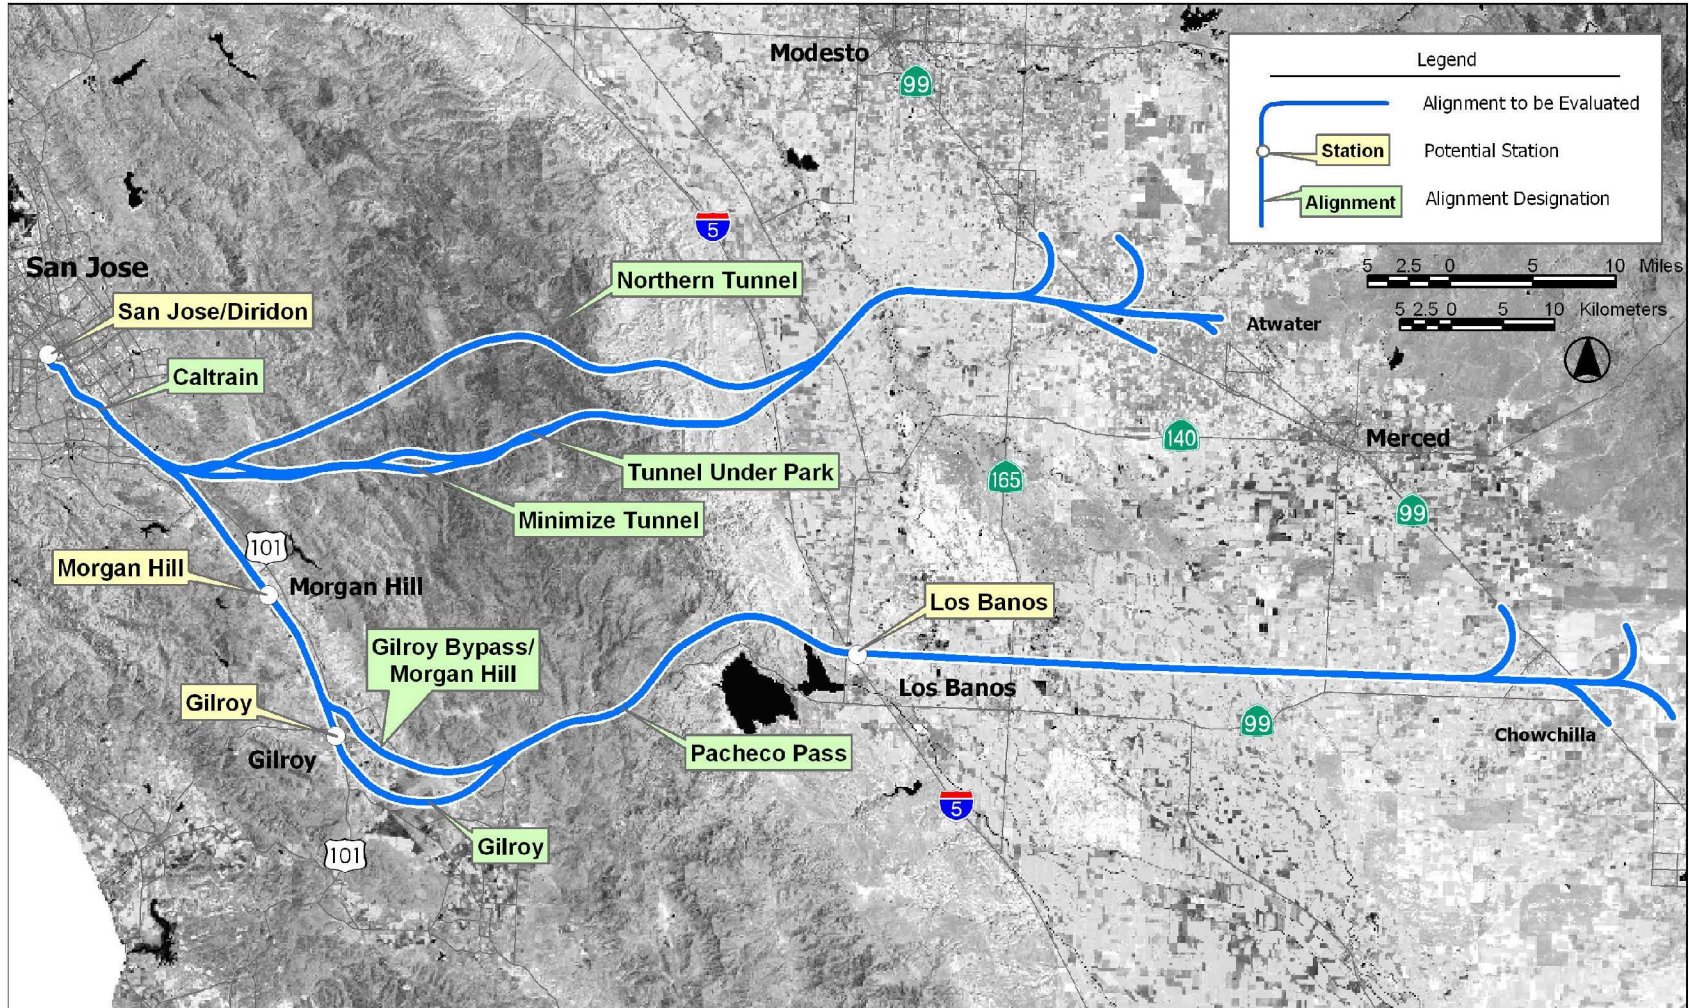 Modesto
99
Legend
Alignment to be Evaluated
Station
Potential Station
Alignment
Alignment Designation
5
San Jose
Northern Tunnel
5 2.5 0 5 10 Miles
5 2.5 0 5 10 Kilometers
San Jose/Diridon
Atwater
Caltrain
140
Merced
Tunnel Under Park
165
Minimize Tunnel
99
101
Morgan Hill
Morgan Hill
Los Banos
Gilroy Bypass/
Morgan Hill
Los Banos
Gilroy
99
Chowchilla
Gilroy
Pacheco Pass
5
Gilroy
101